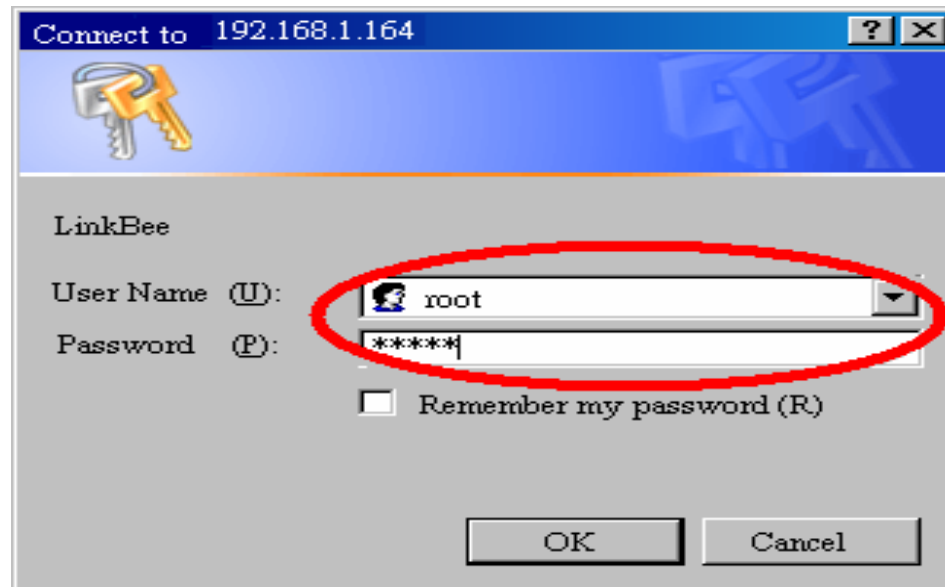 Connect to 192.168.1.164
? X
LinkBee
User Name (U):
root
Password (P):
*****
Remember my password (R)
OK
Cancel